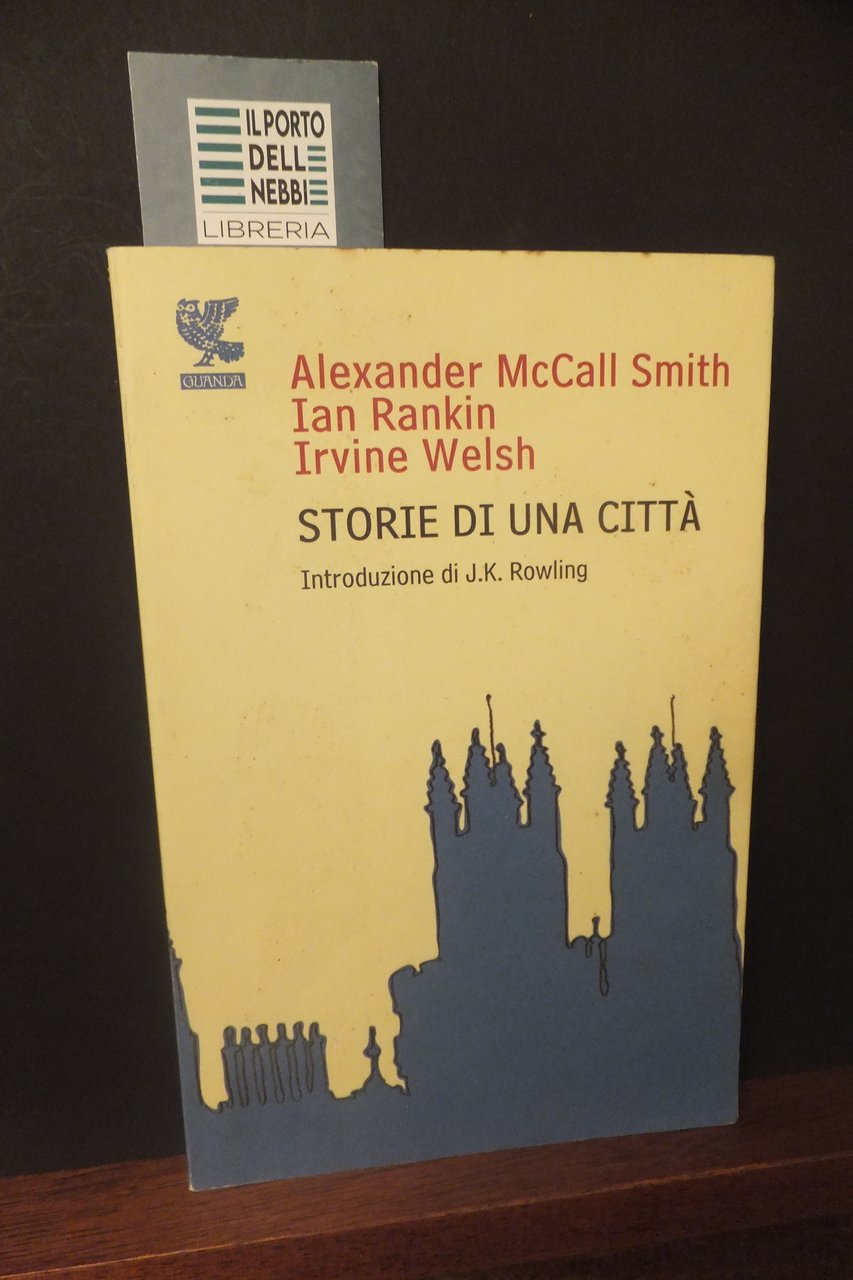 IL PORTO
DELL
NEBBI
LIBRERIA
GUANDA
Alexander McCall Smith
Ian Rankin
Irvine Welsh
STORIE DI UNA CITTÀ
Introduzione di J.K. Rowling